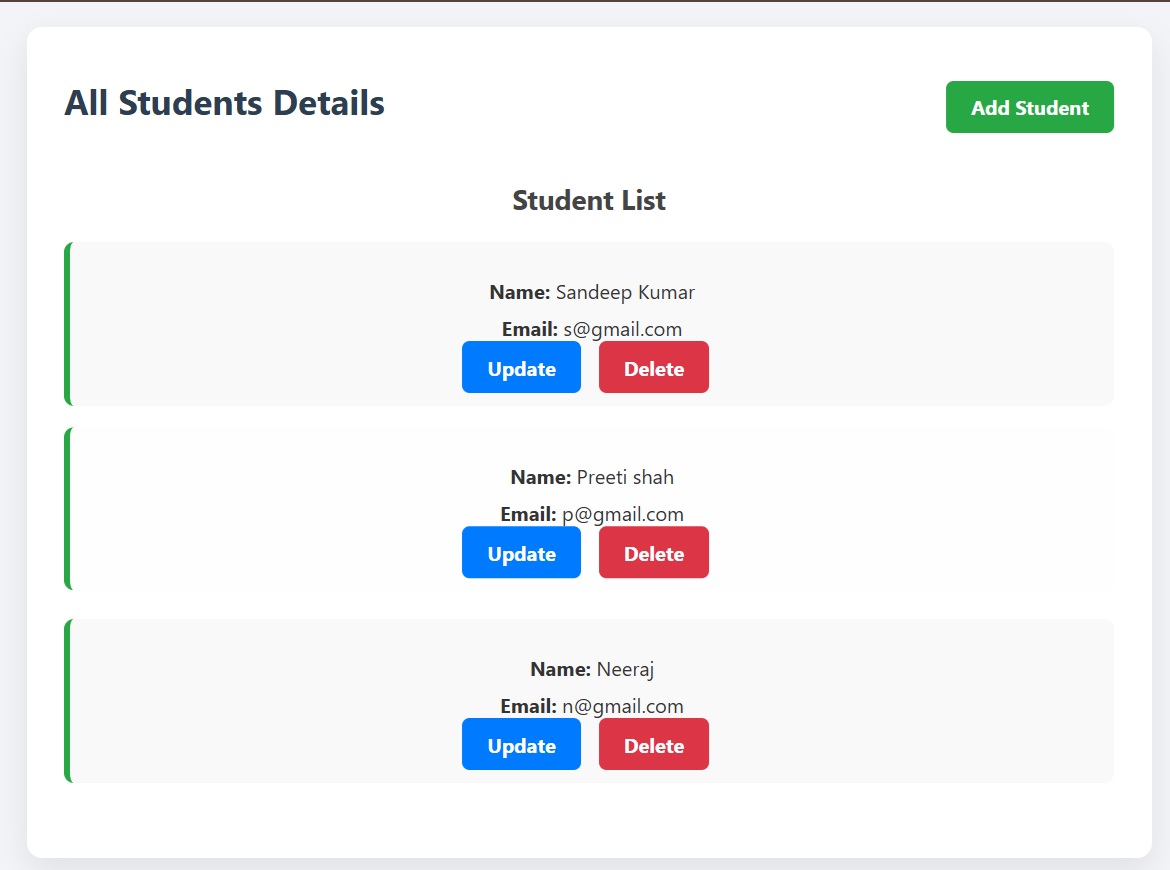 All Students Details
Add Student
Student List
Name: Sandeep Kumar
Email: s@gmail.com
Update Delete
Name: Preeti shah
Email: p@gmail.com
Update Delete
Name: Neeraj
Email: n@gmail.com
Update Delete